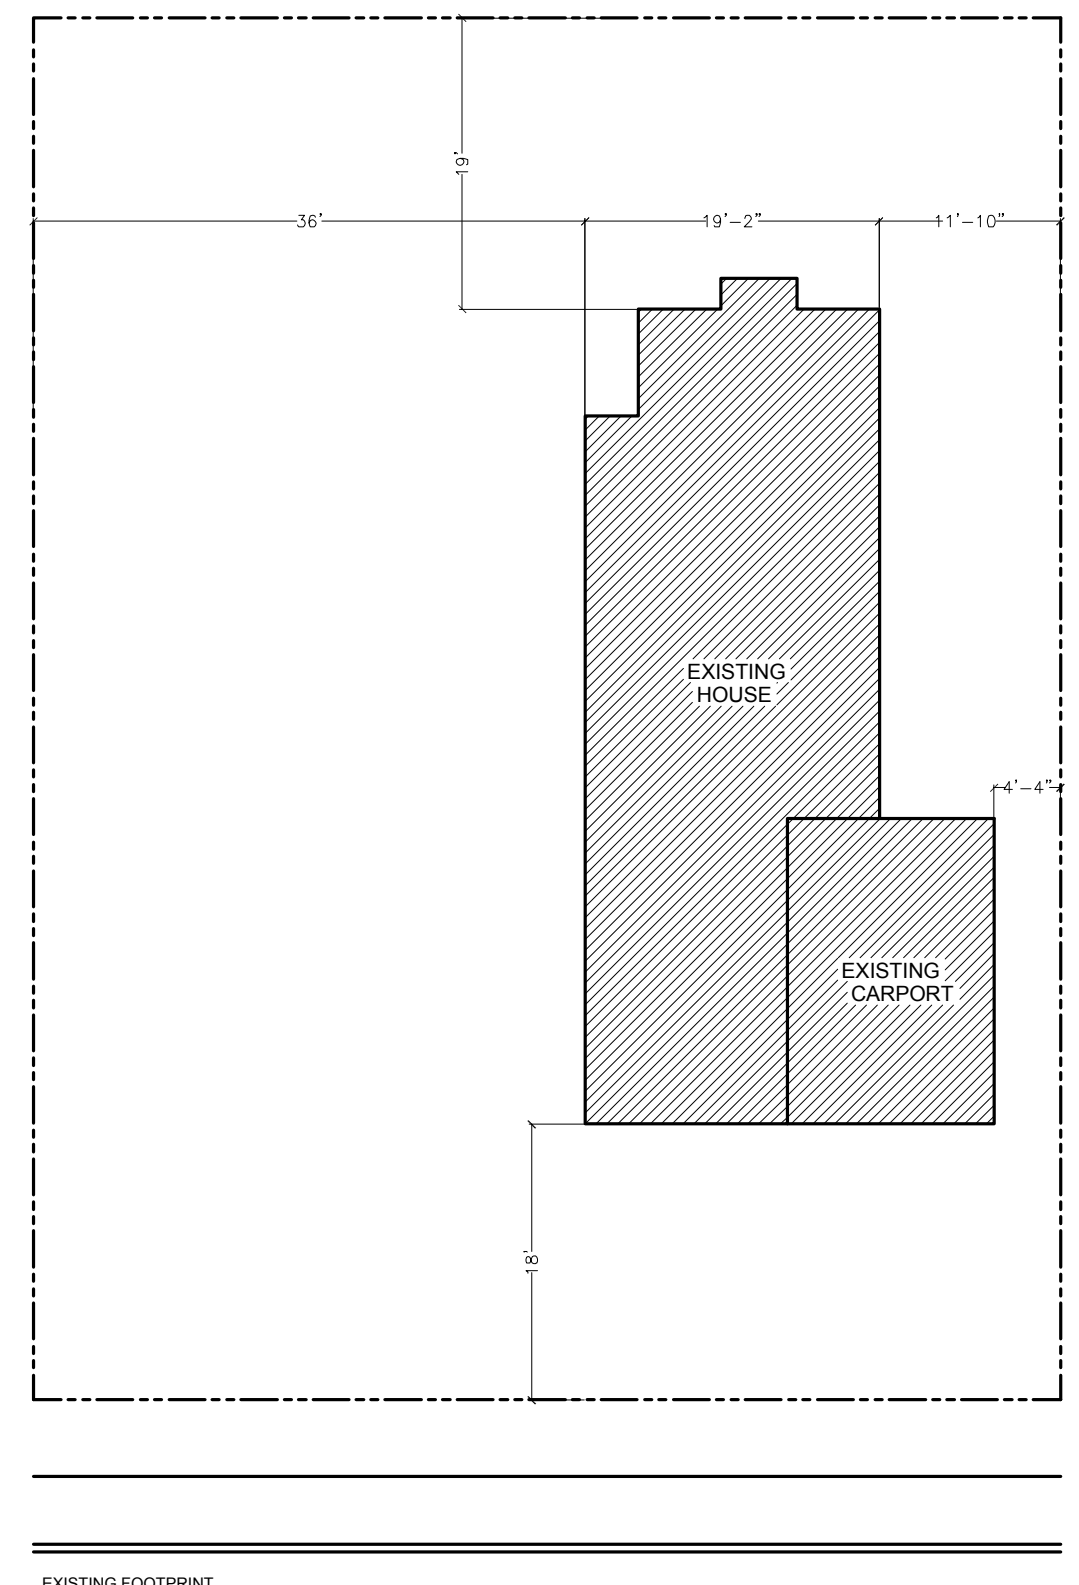 19'
36'
19'-2"
11'-10"
EXISTING
HOUSE
4'-4"
EXISTING
CARPORT
18'
EXISTING FOOTPRINT